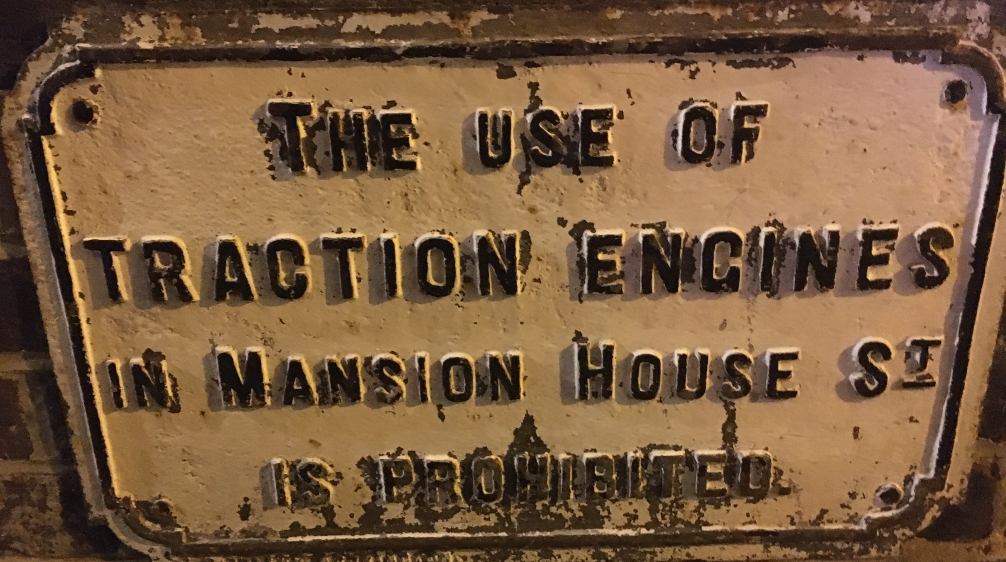 THE USE OF
TRACTION ENGINES
IN MANSION HOUSE ST
IS PROHIBITED.